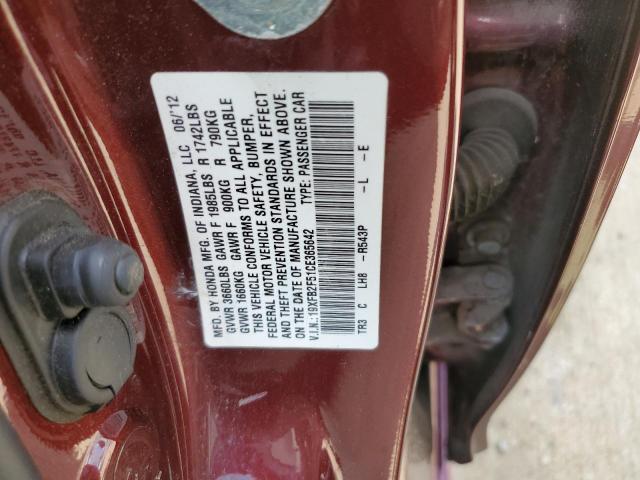 MFD. BY HONDA MFG. OF INDIANA, LLC 06/12
GVWR 3660LBS GAWR F 1985LBS R 1742LBS
GVWR 1660KG GAWR F 900KG R 790KG
THIS VEHICLE CONFORMS TO ALL APPLICABLE
FEDERAL MOTOR VEHICLE SAFETY, BUMPER,
AND THEFT PREVENTION STANDARDS IN EFFECT
ON THE DATE OF MANUFACTURE SHOWN ABOVE.
V.I.N.:19XFB2F51CE365642 TYPE: PASSENGER CAR
TR3 C LH8 -R543P -L -E